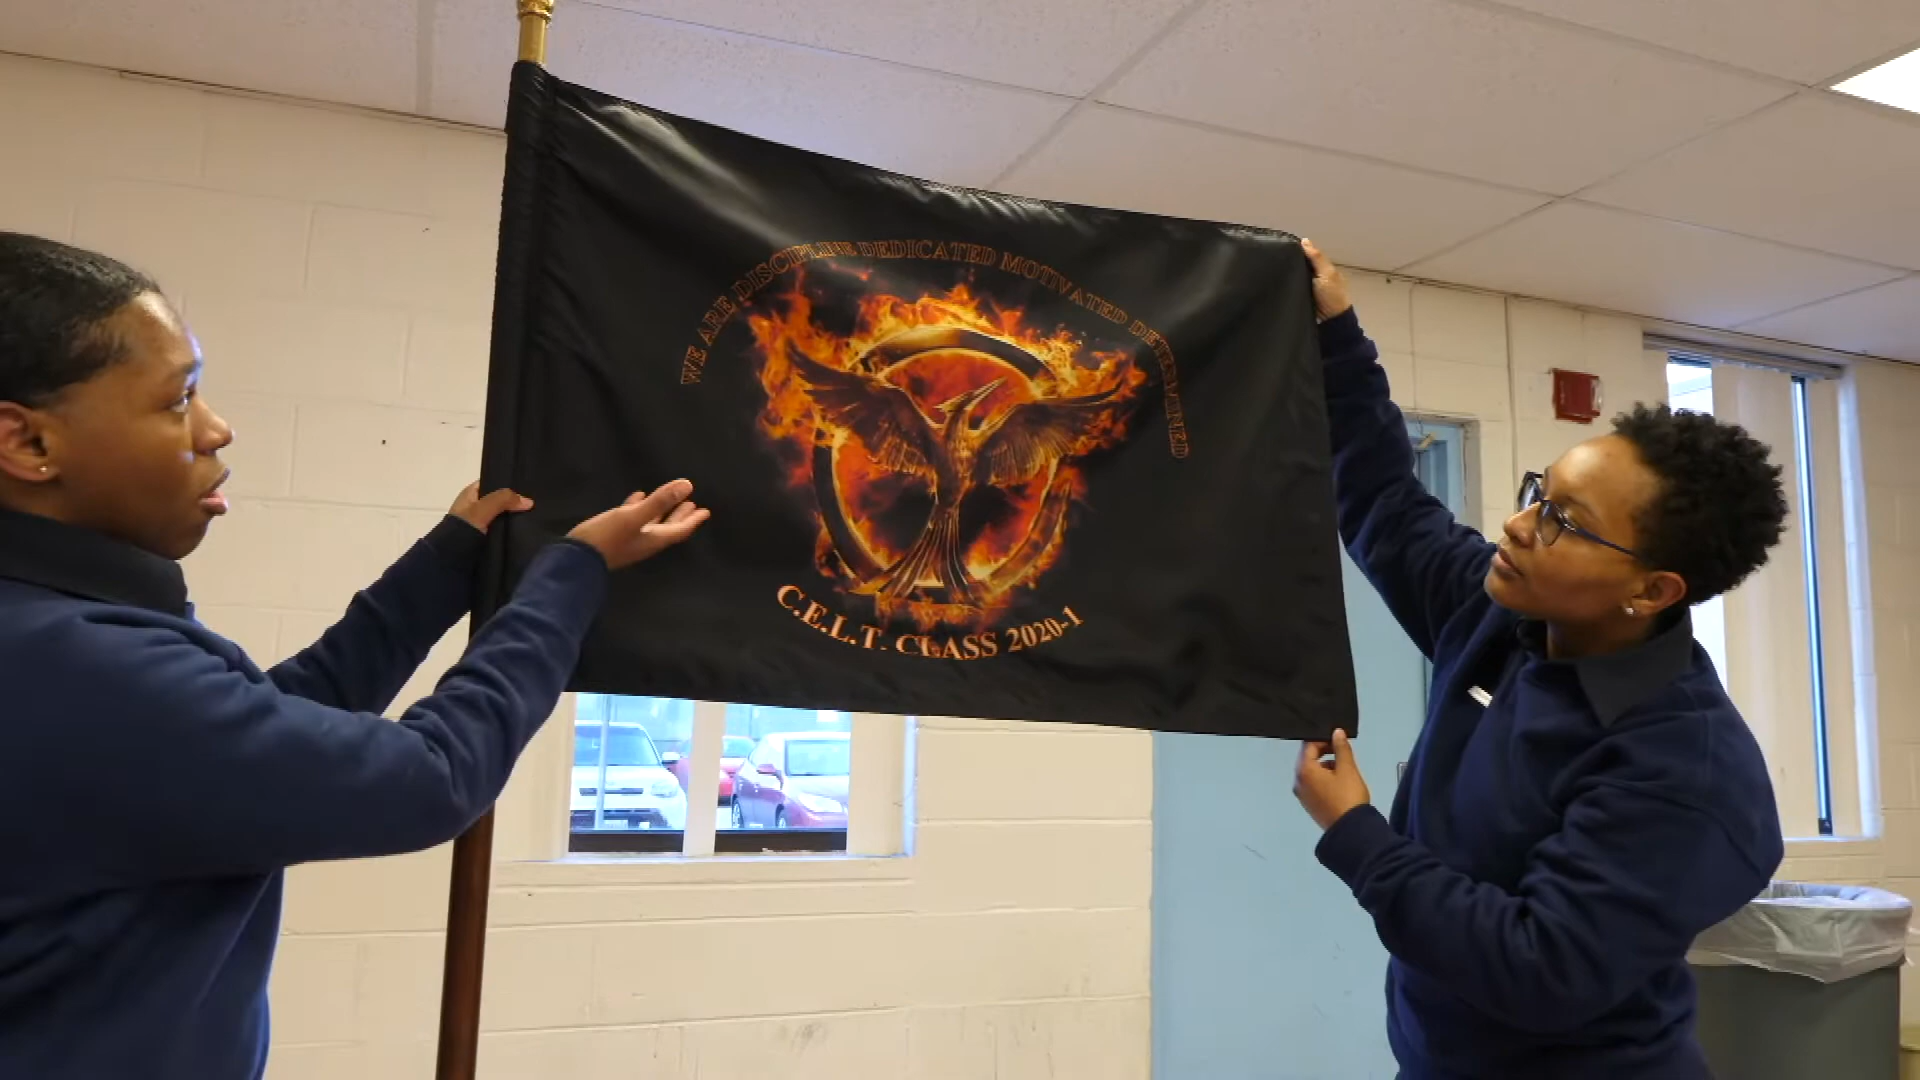 WE ARE DISCIPLINE DEDICATED MOTIVATED DETERMINED
C.E.L.T. CLASS 2020-1